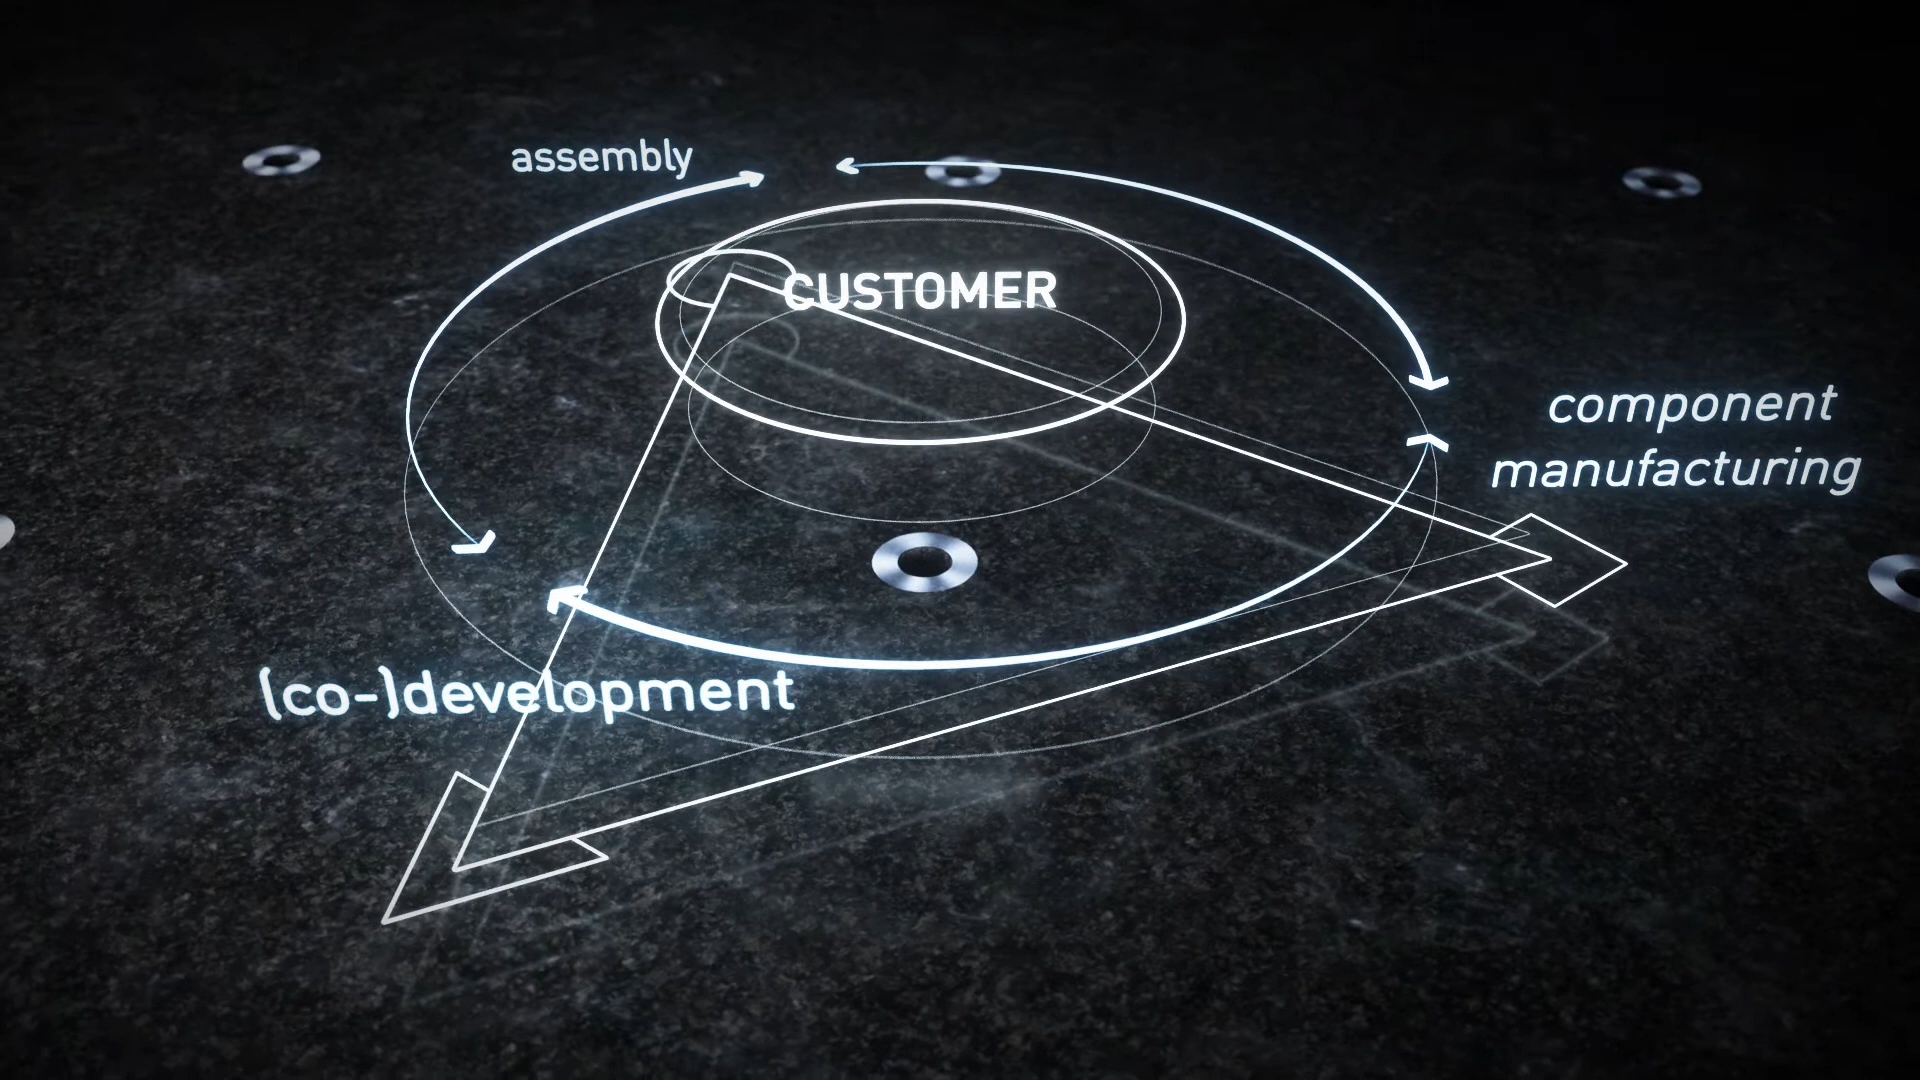 assembly
CUSTOMER
component
manufacturing
(co-)development